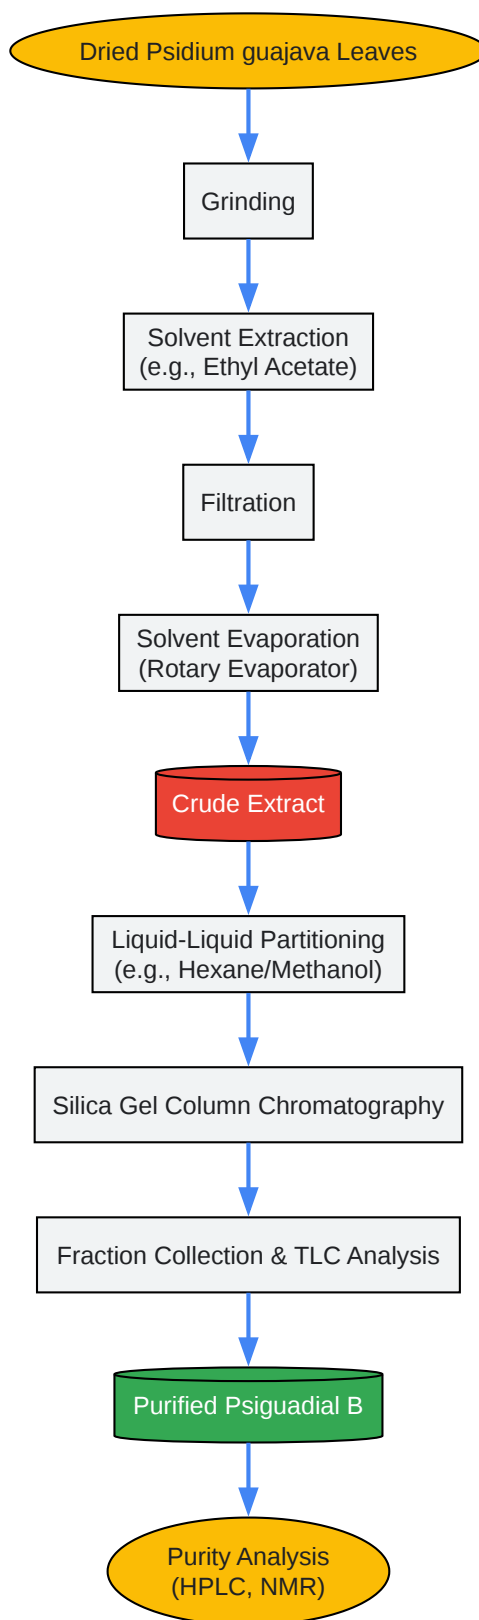 Dried Psidium guajava Leaves
Grinding
Solvent Extraction
(e.g., Ethyl Acetate)
Filtration
Solvent Evaporation
(Rotary Evaporator)
Crude Extract
Liquid-Liquid Partitioning
(e.g., Hexane/Methanol)
Silica Gel Column Chromatography
Fraction Collection & TLC Analysis
Purified Psiguadial B
Purity Analysis
(HPLC, NMR)